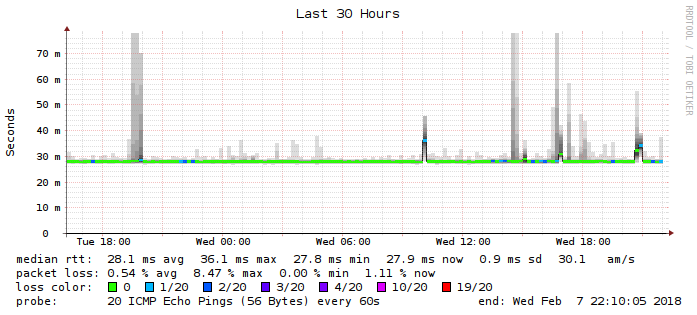 Last 30 Hours
RRDTOOL / TOBI OETIKER
Seconds
70 m
60 m
50 m
40 m
30 m
20 m
10 m
0
Tue 18:00 Wed 00:00 Wed 06:00 Wed 12:00 Wed 18:00
median rtt: 28.1 ms avg 36.1 ms max 27.8 ms min 27.9 ms now 0.9 ms sd 30.1 am/s
packet loss: 0.54 % avg 8.47 % max 0.00 % min 1.11 % now
loss color: 0 1/20 2/20 3/20 4/20 10/20 19/20
probe: 20 ICMP Echo Pings (56 Bytes) every 60s end: Wed Feb 7 22:10:05 2018